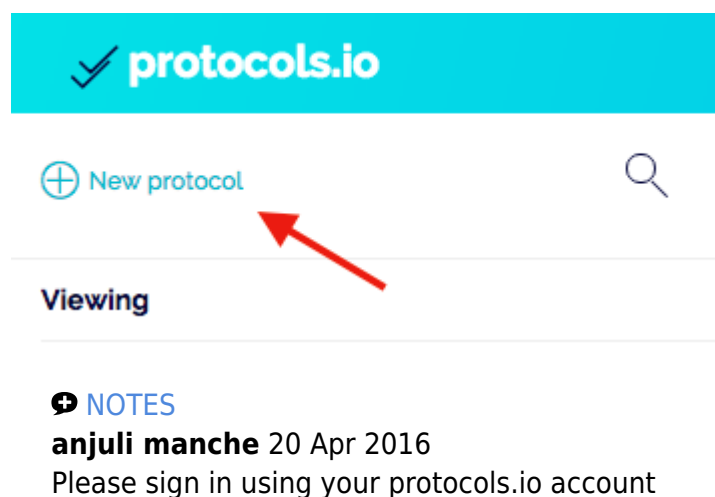 protocols.io
New protocol
Viewing
NOTES
anjuli manche 20 Apr 2016
Please sign in using your protocols.io account